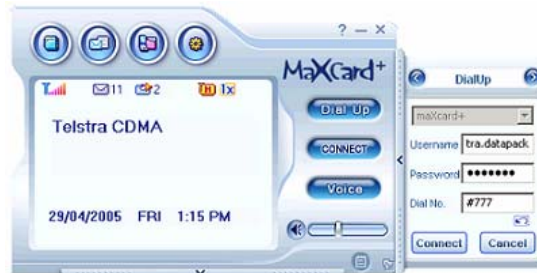 ? – ×
MaXCard+
11 2 H 1x
Telstra CDMA
Dial Up
CONNECT
Voice
29/04/2005 FRI 1:15 PM
DialUp
maXcard+
Username tra.datapack
Password •••••••
Dial No. #777
Connect Cancel